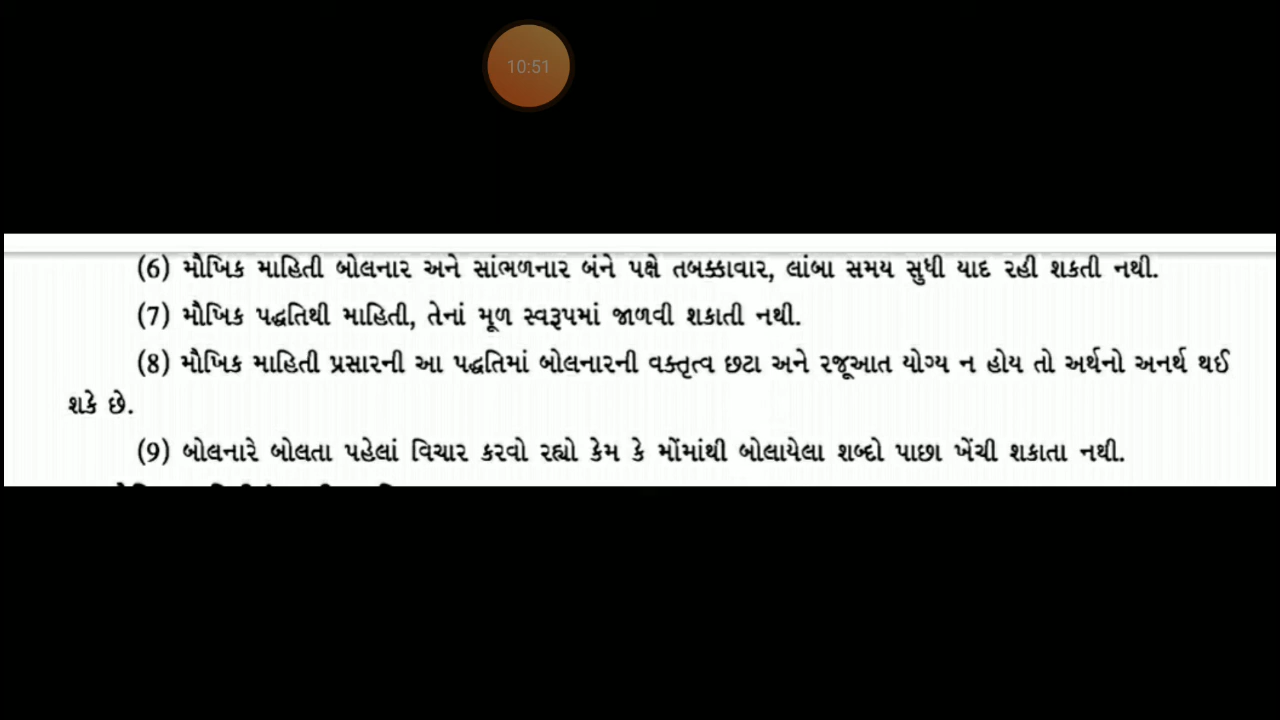 10:51
(6) મૌખિક માહિતી બોલનાર અને સાંભળનાર બંને પક્ષે તબક્કાવાર, લાંબા સમય સુધી યાદ રહી શકતી નથી.
(7) મૌખિક પદ્ધતિથી માહિતી, તેનાં મૂળ સ્વરૂપમાં જાળવી શકાતી નથી.
(8) મૌખિક માહિતી પ્રસારની આ પદ્ધતિમાં બોલનારની વક્તૃત્વ છટા અને રજૂઆત યોગ્ય ન હોય તો અર્થનો અનર્થ થઈ
શકે છે.
(9) બોલનારે બોલતા પહેલાં વિચાર કરવો રહ્યો કેમ કે મોંમાંથી બોલાયેલા શબ્દો પાછા ખેંચી શકાતા નથી.